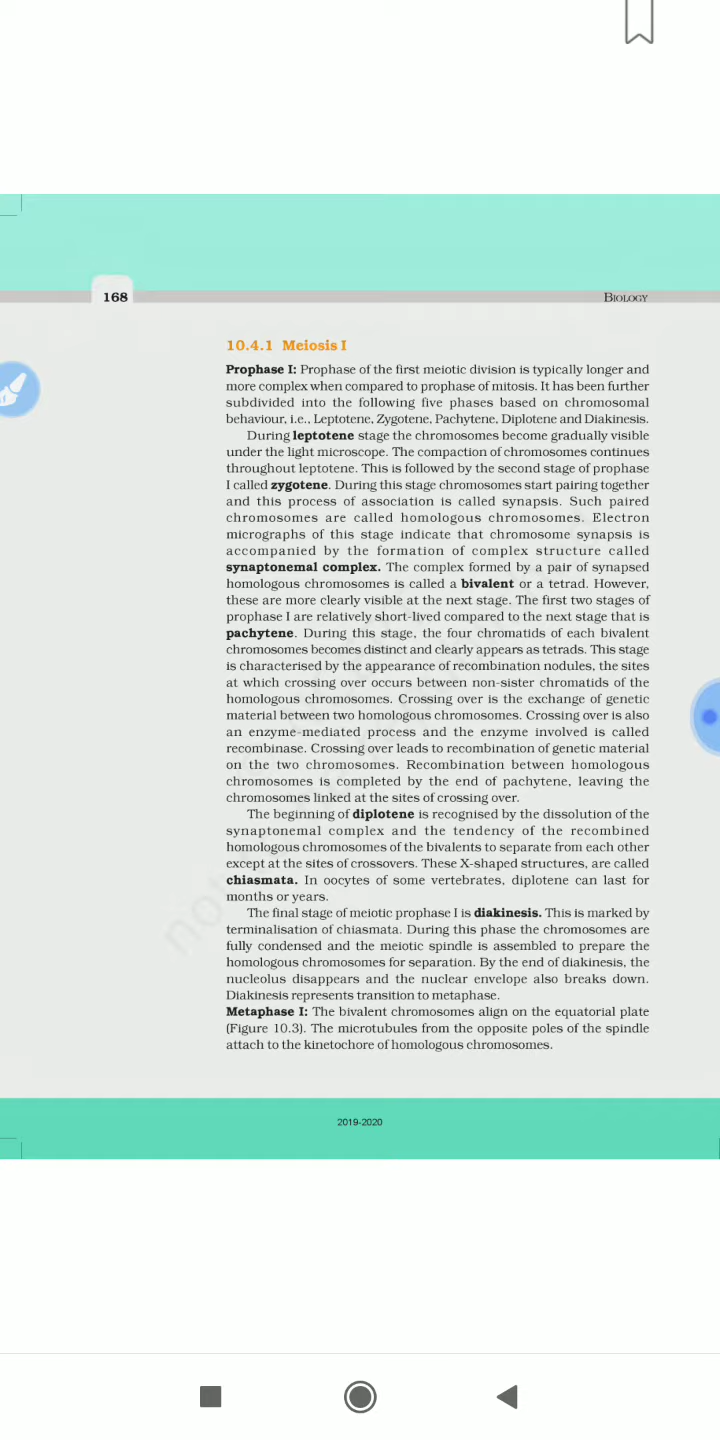 168
BIOLOGY
10.4.1 Meiosis I
Prophase I: Prophase of the first meiotic division is typically longer and
more complex when compared to prophase of mitosis. It has been further
subdivided into the following five phases based on chromosomal
behaviour, i.e., Leptotene, Zygotene, Pachytene, Diplotene and Diakinesis.
During leptotene stage the chromosomes become gradually visible
under the light microscope. The compaction of chromosomes continues
throughout leptotene. This is followed by the second stage of prophase
I called zygotene. During this stage chromosomes start pairing together
and this process of association is called synapsis. Such paired
chromosomes are called homologous chromosomes. Electron
micrographs of this stage indicate that chromosome synapsis is
accompanied by the formation of complex structure called
synaptonemal complex. The complex formed by a pair of synapsed
homologous chromosomes is called a bivalent or a tetrad. However,
these are more clearly visible at the next stage. The first two stages of
prophase I are relatively short-lived compared to the next stage that is
pachytene. During this stage, the four chromatids of each bivalent
chromosomes becomes distinct and clearly appears as tetrads. This stage
is characterised by the appearance of recombination nodules, the sites
at which crossing over occurs between non-sister chromatids of the
homologous chromosomes. Crossing over is the exchange of genetic
material between two homologous chromosomes. Crossing over is also
an enzyme-mediated process and the enzyme involved is called
recombinase. Crossing over leads to recombination of genetic material
on the two chromosomes. Recombination between homologous
chromosomes is completed by the end of pachytene, leaving the
chromosomes linked at the sites of crossing over.
The beginning of diplotene is recognised by the dissolution of the
synaptonemal complex and the tendency of the recombined
homologous chromosomes of the bivalents to separate from each other
except at the sites of crossovers. These X-shaped structures, are called
chiasmata. In oocytes of some vertebrates, diplotene can last for
months or years.
The final stage of meiotic prophase I is diakinesis. This is marked by
terminalisation of chiasmata. During this phase the chromosomes are
fully condensed and the meiotic spindle is assembled to prepare the
homologous chromosomes for separation. By the end of diakinesis, the
nucleolus disappears and the nuclear envelope also breaks down.
Diakinesis represents transition to metaphase.
Metaphase I: The bivalent chromosomes align on the equatorial plate
(Figure 10.3). The microtubules from the opposite poles of the spindle
attach to the kinetochore of homologous chromosomes.
not
2019-2020